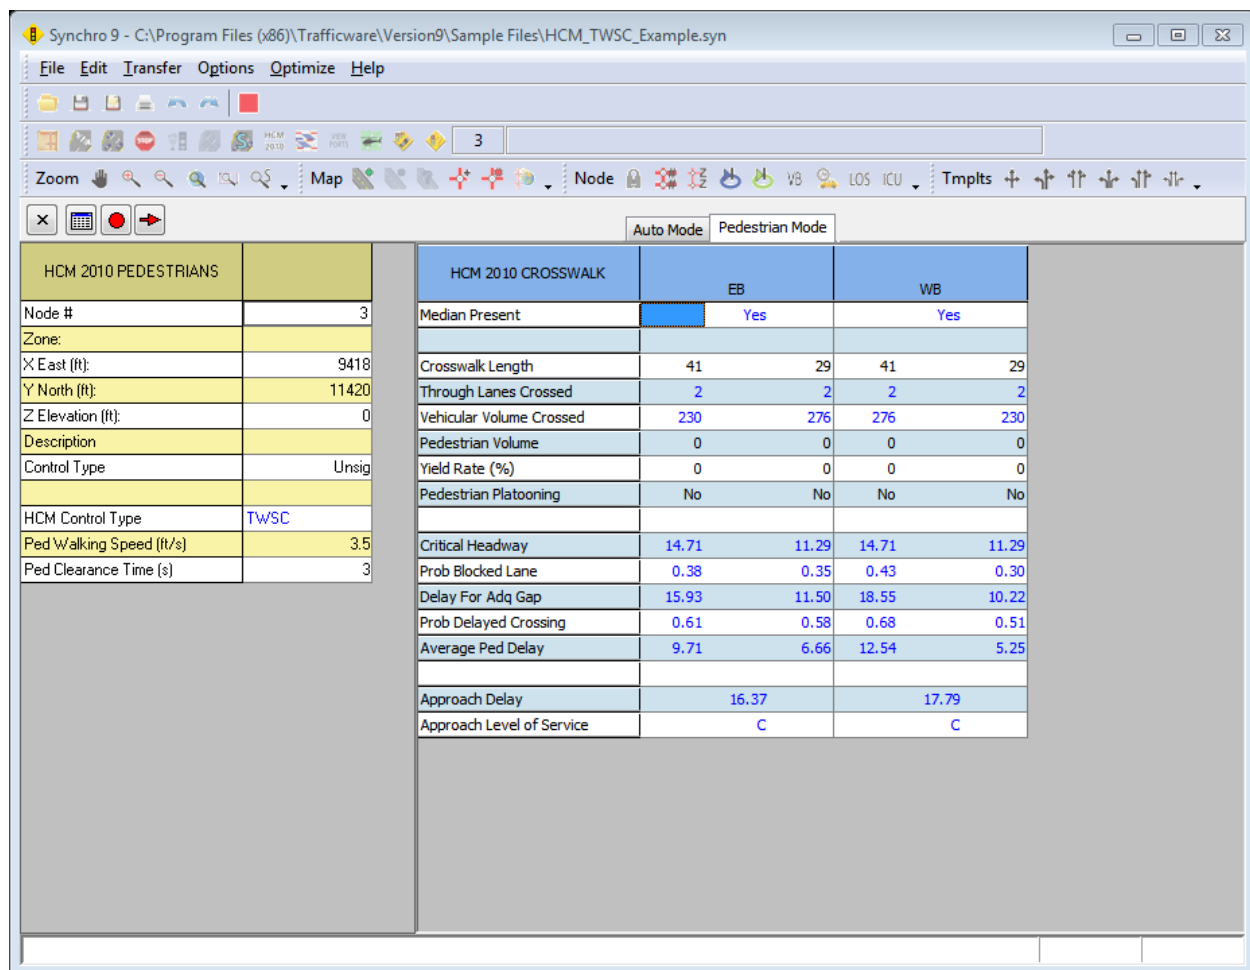 Synchro 9 - C:\Program Files (x86)\Trafficware\Version9\Sample Files\HCM_TWSC_Example.syn
File Edit Transfer Options Optimize Help
STOP HCM 2010 VIEW PORTS 3
Zoom Map Node VB LOS ICU Tmplts
Auto Mode Pedestrian Mode
HCM 2010 PEDESTRIANS
Node # 3
Zone:
X East (ft): 9418
Y North (ft): 11420
Z Elevation (ft): 0
Description
Control Type Unsig
HCM Control Type TWSC
Ped Walking Speed (ft/s) 3.5
Ped Clearance Time (s) 3
HCM 2010 CROSSWALK EB WB
Median Present Yes Yes
Crosswalk Length 41 29 41 29
Through Lanes Crossed 2 2 2 2
Vehicular Volume Crossed 230 276 276 230
Pedestrian Volume 0 0 0 0
Yield Rate (%) 0 0 0 0
Pedestrian Platooning No No No No
Critical Headway 14.71 11.29 14.71 11.29
Prob Blocked Lane 0.38 0.35 0.43 0.30
Delay For Adq Gap 15.93 11.50 18.55 10.22
Prob Delayed Crossing 0.61 0.58 0.68 0.51
Average Ped Delay 9.71 6.66 12.54 5.25
Approach Delay 16.37 17.79
Approach Level of Service C C